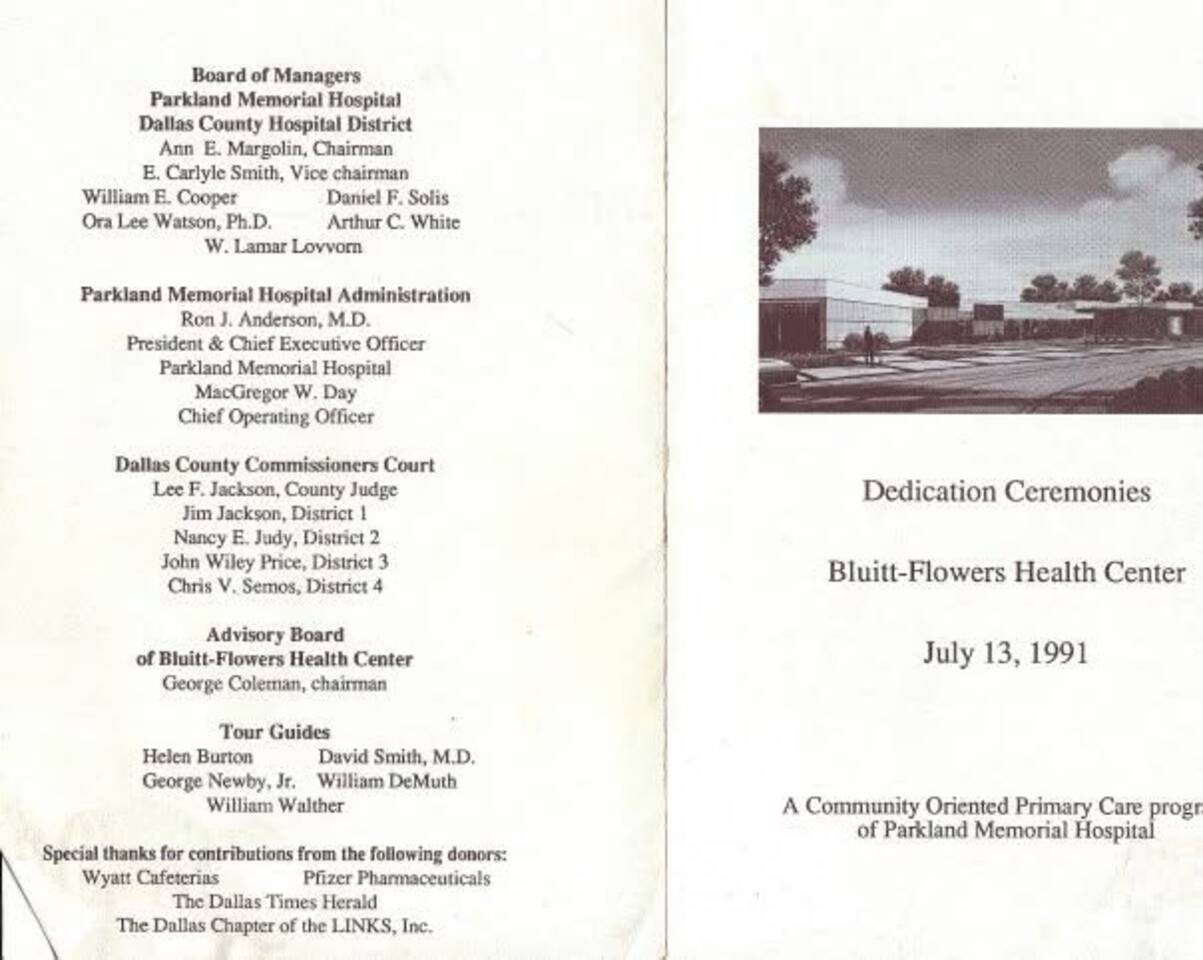 Board of Managers
Parkland Memorial Hospital
Dallas County Hospital District
Ann E. Margolin, Chairman
E. Carlyle Smith, Vice chairman
William E. Cooper Daniel F. Solis
Ora Lee Watson, Ph.D. Arthur C. White
W. Lamar Lovvorn
Parkland Memorial Hospital Administration
Ron J. Anderson, M.D.
President & Chief Executive Officer
Parkland Memorial Hospital
MacGregor W. Day
Chief Operating Officer
Dallas County Commissioners Court
Lee F. Jackson, County Judge
Jim Jackson, District 1
Nancy E. Judy, District 2
John Wiley Price, District 3
Chris V. Semos, District 4
Advisory Board
of Bluitt-Flowers Health Center
George Coleman, chairman
Tour Guides
Helen Burton David Smith, M.D.
George Newby, Jr. William DeMuth
William Walther
Special thanks for contributions from the following donors:
Wyatt Cafeterias Pfizer Pharmaceuticals
The Dallas Times Herald
The Dallas Chapter of the LINKS, Inc.
Dedication Ceremonies
Bluitt-Flowers Health Center
July 13, 1991
A Community Oriented Primary Care progr
of Parkland Memorial Hospital